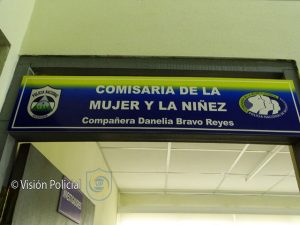 COMISARIA DE LA
MUJER Y LA NIÑEZ
Compañera Danelia Bravo Reyes
POLICIA NACIONAL
© Visión Policial